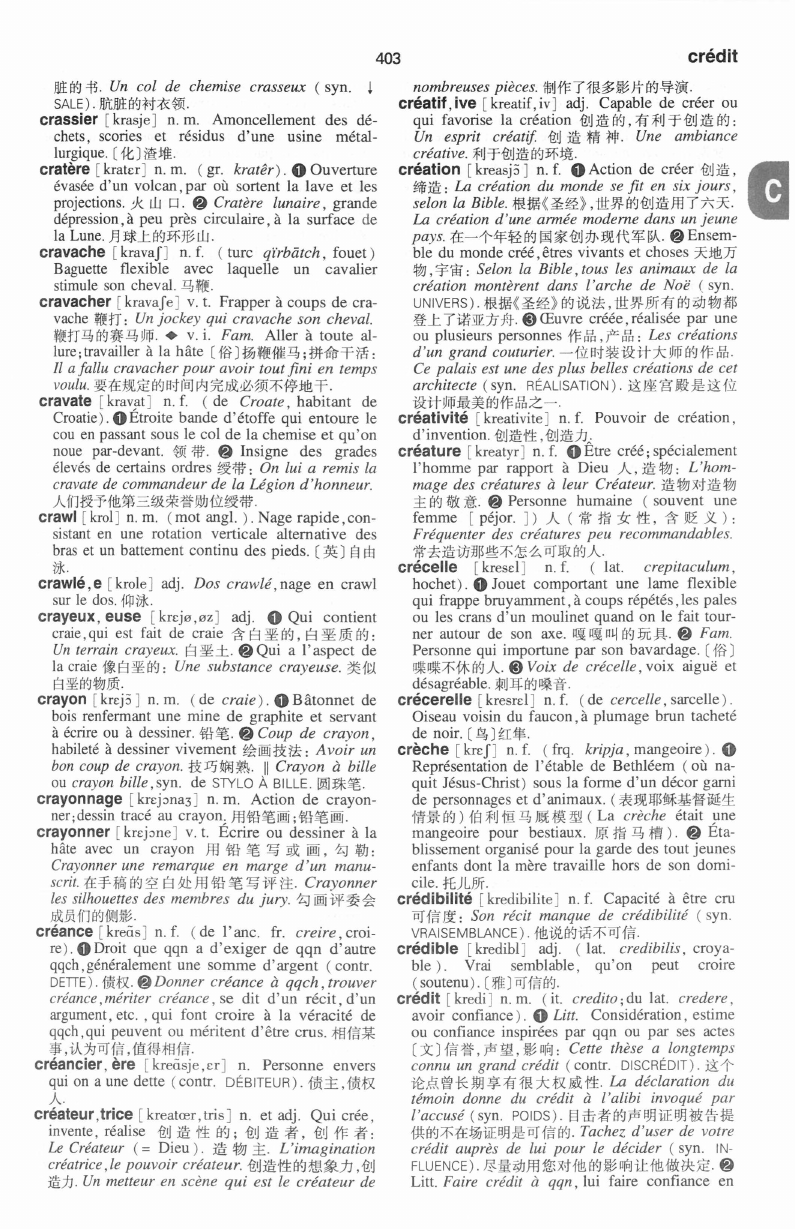 403
crédit
脏的书. Un col de chemise crasseux ( syn. ↓
SALE). 肮脏的衬衣领.
crassier [krasje] n. m. Amoncellement des dé-
chets, scories et résidus d'une usine métal-
lurgique. 〔化〕渣堆.
cratère [kratɛr] n. m. ( gr. kratêr). ❶ Ouverture
évasée d'un volcan, par où sortent la lave et les
projections. 火山口. ❷ Cratère lunaire, grande
dépression, à peu près circulaire, à la surface de
la Lune. 月球上的环形山.
cravache [kravaʃ] n. f. ( turc qïrbātch, fouet)
Baguette flexible avec laquelle un cavalier
stimule son cheval. 马鞭.
cravacher [kravaʃe] v. t. Frapper à coups de cra-
vache 鞭打: Un jockey qui cravache son cheval.
鞭打马的赛马师. ◆ v. i. Fam. Aller à toute al-
lure; travailler à la hâte 〔俗〕扬鞭催马;拼命干活:
Il a fallu cravacher pour avoir tout fini en temps
voulu. 要在规定的时间内完成必须不停地干.
cravate [kravat] n. f. ( de Croate, habitant de
Croatie). ❶ Étroite bande d'étoffe qui entoure le
cou en passant sous le col de la chemise et qu'on
noue par-devant. 领带. ❷ Insigne des grades
élevés de certains ordres 绶带: On lui a remis la
cravate de commandeur de la Légion d'honneur.
人们授予他第三级荣誉勋位绶带.
crawl [krol] n. m. (mot angl. ). Nage rapide, con-
sistant en une rotation verticale alternative des
bras et un battement continu des pieds. 〔英〕自由
泳.
crawlé, e [krole] adj. Dos crawlé, nage en crawl
sur le dos. 仰泳.
crayeux, euse [krɛjø, øz] adj. ❶ Qui contient
craie, qui est fait de craie 含白垩的,白垩质的:
Un terrain crayeux. 白垩土. ❷ Qui a l'aspect de
la craie 像白垩的: Une substance crayeuse. 类似
白垩的物质.
crayon [krɛjɔ̃] n. m. ( de craie). ❶ Bâtonnet de
bois renfermant une mine de graphite et servant
à écrire ou à dessiner. 铅笔. ❷ Coup de crayon,
habileté à dessiner vivement 绘画技法: Avoir un
bon coup de crayon. 技巧娴熟. ‖ Crayon à bille
ou crayon bille, syn. de STYLO À BILLE. 圆珠笔.
crayonnage [krɛjɔnaʒ] n. m. Action de crayon-
ner; dessin tracé au crayon. 用铅笔画;铅笔画.
crayonner [krɛjɔne] v. t. Écrire ou dessiner à la
hâte avec un crayon 用铅笔写或画, 勾勒:
Crayonner une remarque en marge d'un manu-
scrit. 在手稿的空白处用铅笔写评注. Crayonner
les silhouettes des membres du jury. 勾画评委会
成员们的侧影.
créance [kreɑ̃s] n. f. ( de l'anc. fr. creire, croi-
re). ❶ Droit que qqn a d'exiger de qqn d'autre
qqch, généralement une somme d'argent ( contr.
DETTE). 债权. ❷ Donner créance à qqch, trouver
créance, mériter créance, se dit d'un récit, d'un
argument, etc. , qui font croire à la véracité de
qqch, qui peuvent ou méritent d'être crus. 相信某
事,认为可信,值得相信.
créancier, ère [kreɑ̃sje, ɛr] n. Personne envers
qui on a une dette (contr. DÉBITEUR). 债主,债权
人.
créateur, trice [kreatœr, tris] n. et adj. Qui crée,
invente, réalise 创造性的; 创造者, 创作者:
Le Créateur ( = Dieu). 造物主. L'imagination
créatrice, le pouvoir créateur. 创造性的想象力,创
造力. Un metteur en scène qui est le créateur de
nombreuses pièces. 制作了很多影片的导演.
créatif, ive [kreatif, iv] adj. Capable de créer ou
qui favorise la création 创造的,有利于创造的:
Un esprit créatif. 创造精神. Une ambiance
créative. 利于创造的环境.
création [kreasjɔ̃] n. f. ❶ Action de créer 创造,
缔造: La création du monde se fit en six jours,
selon la Bible. 根据《圣经》,世界的创造用了六天.
La création d'une armée moderne dans un jeune
pays. 在一个年轻的国家创办现代军队. ❷ Ensem-
ble du monde créé, êtres vivants et choses 天地万
物,宇宙: Selon la Bible, tous les animaux de la
création montèrent dans l'arche de Noë ( syn.
UNIVERS). 根据《圣经》的说法,世界所有的动物都
登上了诺亚方舟. ❸ Œuvre créée, réalisée par une
ou plusieurs personnes 作品,产品: Les créations
d'un grand couturier. 一位时装设计大师的作品.
Ce palais est une des plus belles créations de cet
architecte ( syn. RÉALISATION). 这座宫殿是这位
设计师最美的作品之一.
créativité [kreativite] n. f. Pouvoir de création,
d'invention. 创造性,创造力.
créature [kreatyr] n. f. ❶ Être créé; spécialement
l'homme par rapport à Dieu 人,造物: L'hom-
mage des créatures à leur Créateur. 造物对造物
主的敬意. ❷ Personne humaine ( souvent une
femme [ péjor. ]) 人(常指女性, 含贬义):
Fréquenter des créatures peu recommandables.
常去造访那些不怎么可取的人.
crécelle [kresɛl] n. f. ( lat. crepitaculum,
hochet). ❶ Jouet comportant une lame flexible
qui frappe bruyamment, à coups répétés, les pales
ou les crans d'un moulinet quand on le fait tour-
ner autour de son axe. 嘎嘎叫的玩具. ❷ Fam.
Personne qui importune par son bavardage. 〔俗〕
喋喋不休的人. ❸ Voix de crécelle, voix aiguë et
désagréable. 刺耳的嗓音.
crécerelle [kresrɛl] n. f. ( de cercelle, sarcelle).
Oiseau voisin du faucon, à plumage brun tacheté
de noir. 〔鸟〕红隼.
crèche [krɛʃ] n. f. ( frq. kripja, mangeoire). ❶
Représentation de l'étable de Bethléem ( où na-
quit Jésus-Christ) sous la forme d'un décor garni
de personnages et d'animaux. (表现耶稣基督诞生
情景的)伯利恒马厩模型(La crèche était une
mangeoire pour bestiaux. 原指马槽). ❷ Éta-
blissement organisé pour la garde des tout jeunes
enfants dont la mère travaille hors de son domi-
cile. 托儿所.
crédibilité [kredibilite] n. f. Capacité à être cru
可信度: Son récit manque de crédibilité ( syn.
VRAISEMBLANCE). 他说的话不可信.
crédible [kredibl] adj. ( lat. credibilis, croya-
ble ). Vrai semblable, qu'on peut croire
(soutenu). 〔雅〕可信的.
crédit [kredi] n. m. (it. credito; du lat. credere,
avoir confiance). ❶ Litt. Considération, estime
ou confiance inspirées par qqn ou par ses actes
〔文〕信誉,声望,影响: Cette thèse a longtemps
connu un grand crédit (contr. DISCRÉDIT). 这个
论点曾长期享有很大权威性. La déclaration du
témoin donne du crédit à l'alibi invoqué par
l'accusé (syn. POIDS). 目击者的声明证明被告提
供的不在场证明是可信的. Tachez d'user de votre
crédit auprès de lui pour le décider ( syn. IN-
FLUENCE). 尽量动用您对他的影响让他做决定. ❷
Litt. Faire crédit à qqn, lui faire confiance en
C